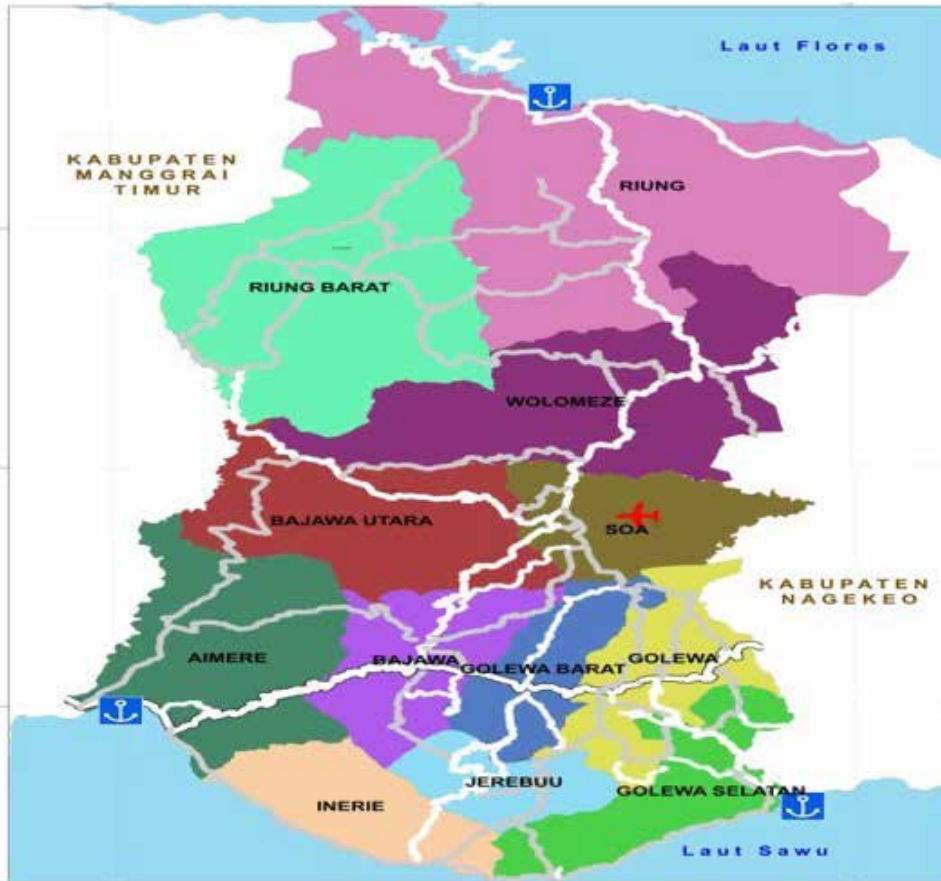 Laut Flores
KABUPATEN
MANGGRAI
TIMUR
RIUNG
RIUNG BARAT
WOLOMEZE
BAJAWA UTARA
SOA
KABUPATEN
NAGEKEO
AIMERE
BAJAWA
GOLEWA BARAT
GOLEWA
JEREBUU
GOLEWA SELATAN
INERIE
Laut Sawu